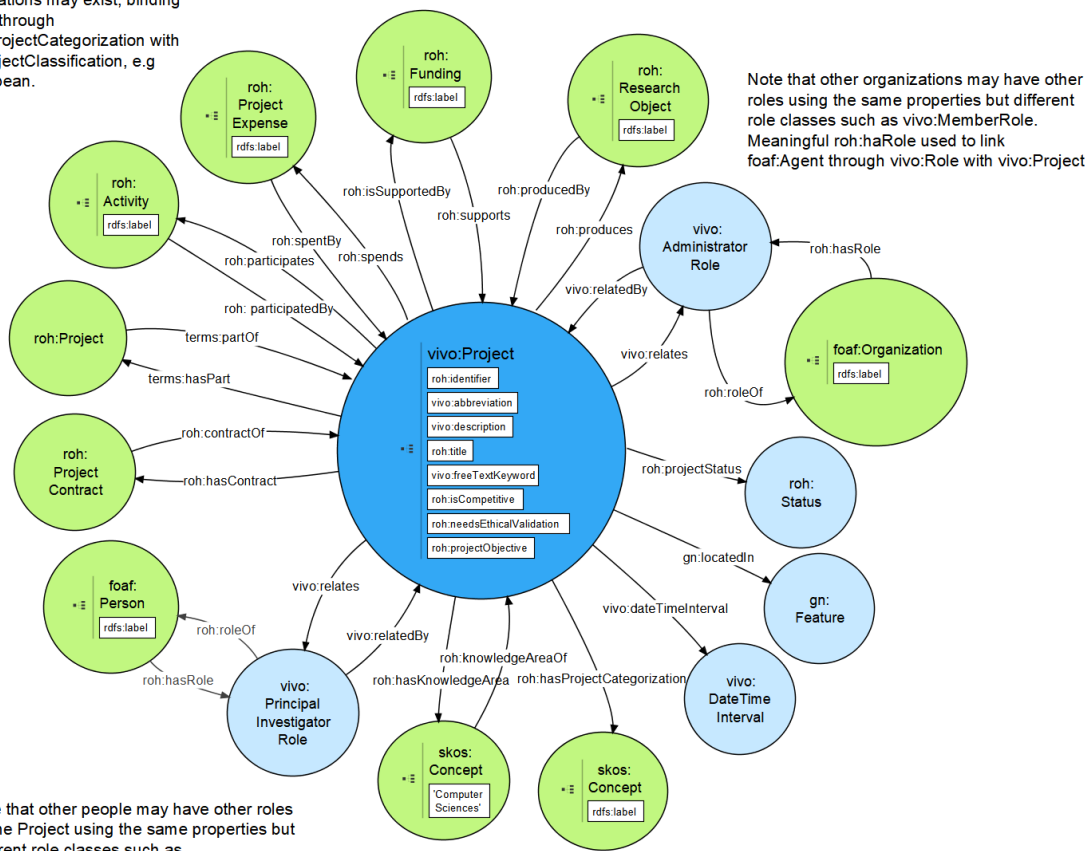 through
rojectCategorization with
jectClassification, e.g
pean.
roh:
Funding
rdfs:label
roh:
Project
Expense
rdfs:label
roh:
Research
Object
rdfs:label
Note that other organizations may have other
roles using the same properties but different
role classes such as vivo:MemberRole.
Meaningful roh:haRole used to link
foaf:Agent through vivo:Role with vivo:Project
roh:
Activity
rdfs:label
roh:isSupportedBy
roh:supports
roh:producedBy
roh:produces
roh:spentBy
roh:spends
roh:participates
roh: participatedBy
vivo:
Administrator
Role
roh:hasRole
vivo:relatedBy
vivo:relates
roh:roleOf
foaf:Organization
rdfs:label
roh:Project
terms:partOf
terms:hasPart
vivo:Project
roh:identifier
vivo:abbreviation
vivo:description
roh:title
vivo:freeTextKeyword
roh:isCompetitive
roh:needsEthicalValidation
roh:projectObjective
roh:
Project
Contract
roh:contractOf
roh:hasContract
roh:projectStatus
roh:
Status
gn:locatedIn
gn:
Feature
foaf:
Person
rdfs:label
roh:roleOf
roh:hasRole
vivo:relates
vivo:relatedBy
vivo:
Principal
Investigator
Role
roh:knowledgeAreaOf
roh:hasKnowledgeArea
roh:hasProjectCategorization
vivo:dateTimeInterval
vivo:
DateTime
Interval
skos:
Concept
'Computer
Sciences'
skos:
Concept
rdfs:label
that other people may have other roles
he Project using the same properties but